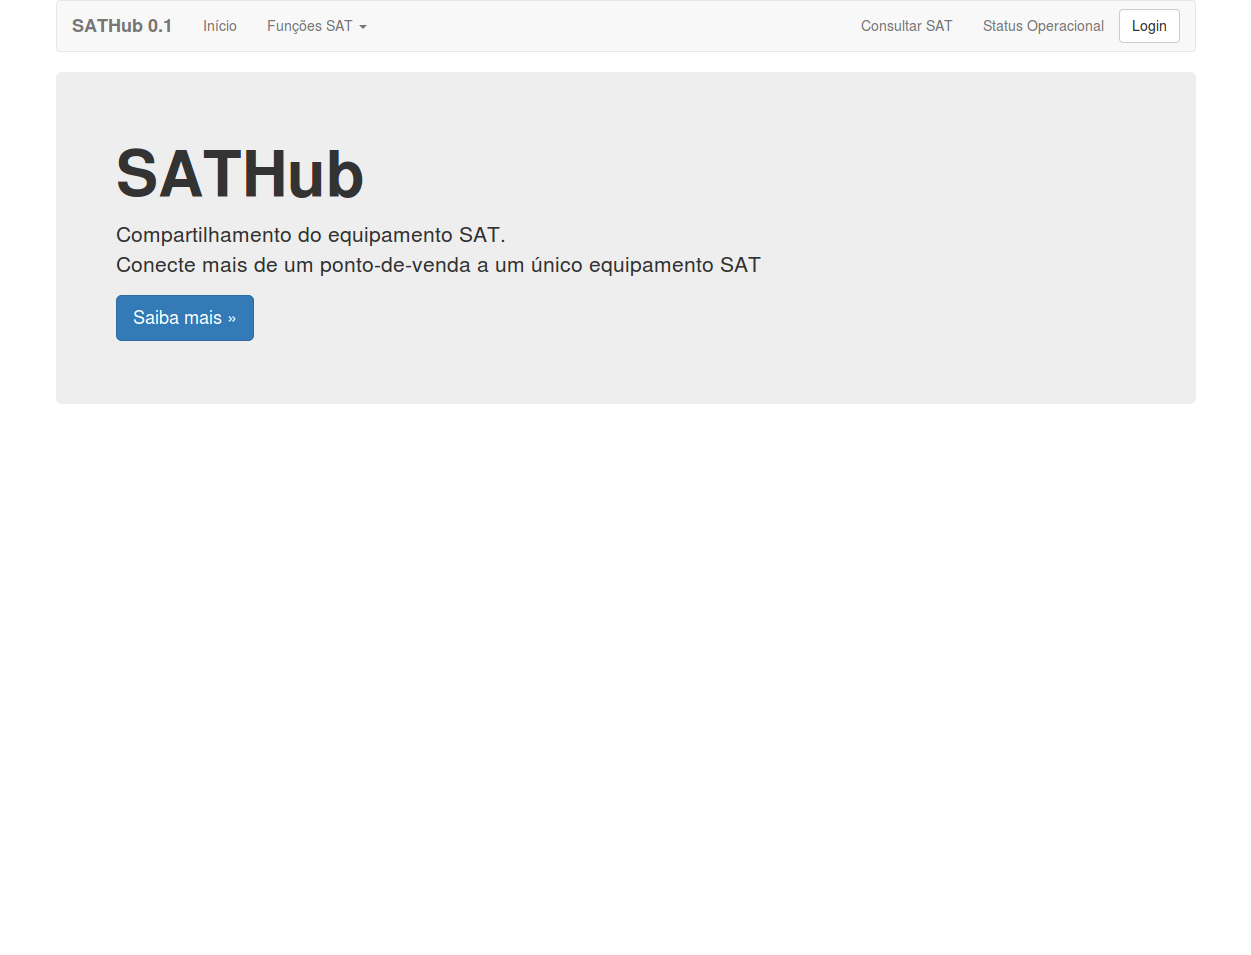 SATHub 0.1 Início Funções SAT Consultar SAT Status Operacional Login
SATHub
Compartilhamento do equipamento SAT.
Conecte mais de um ponto-de-venda a um único equipamento SAT
Saiba mais »